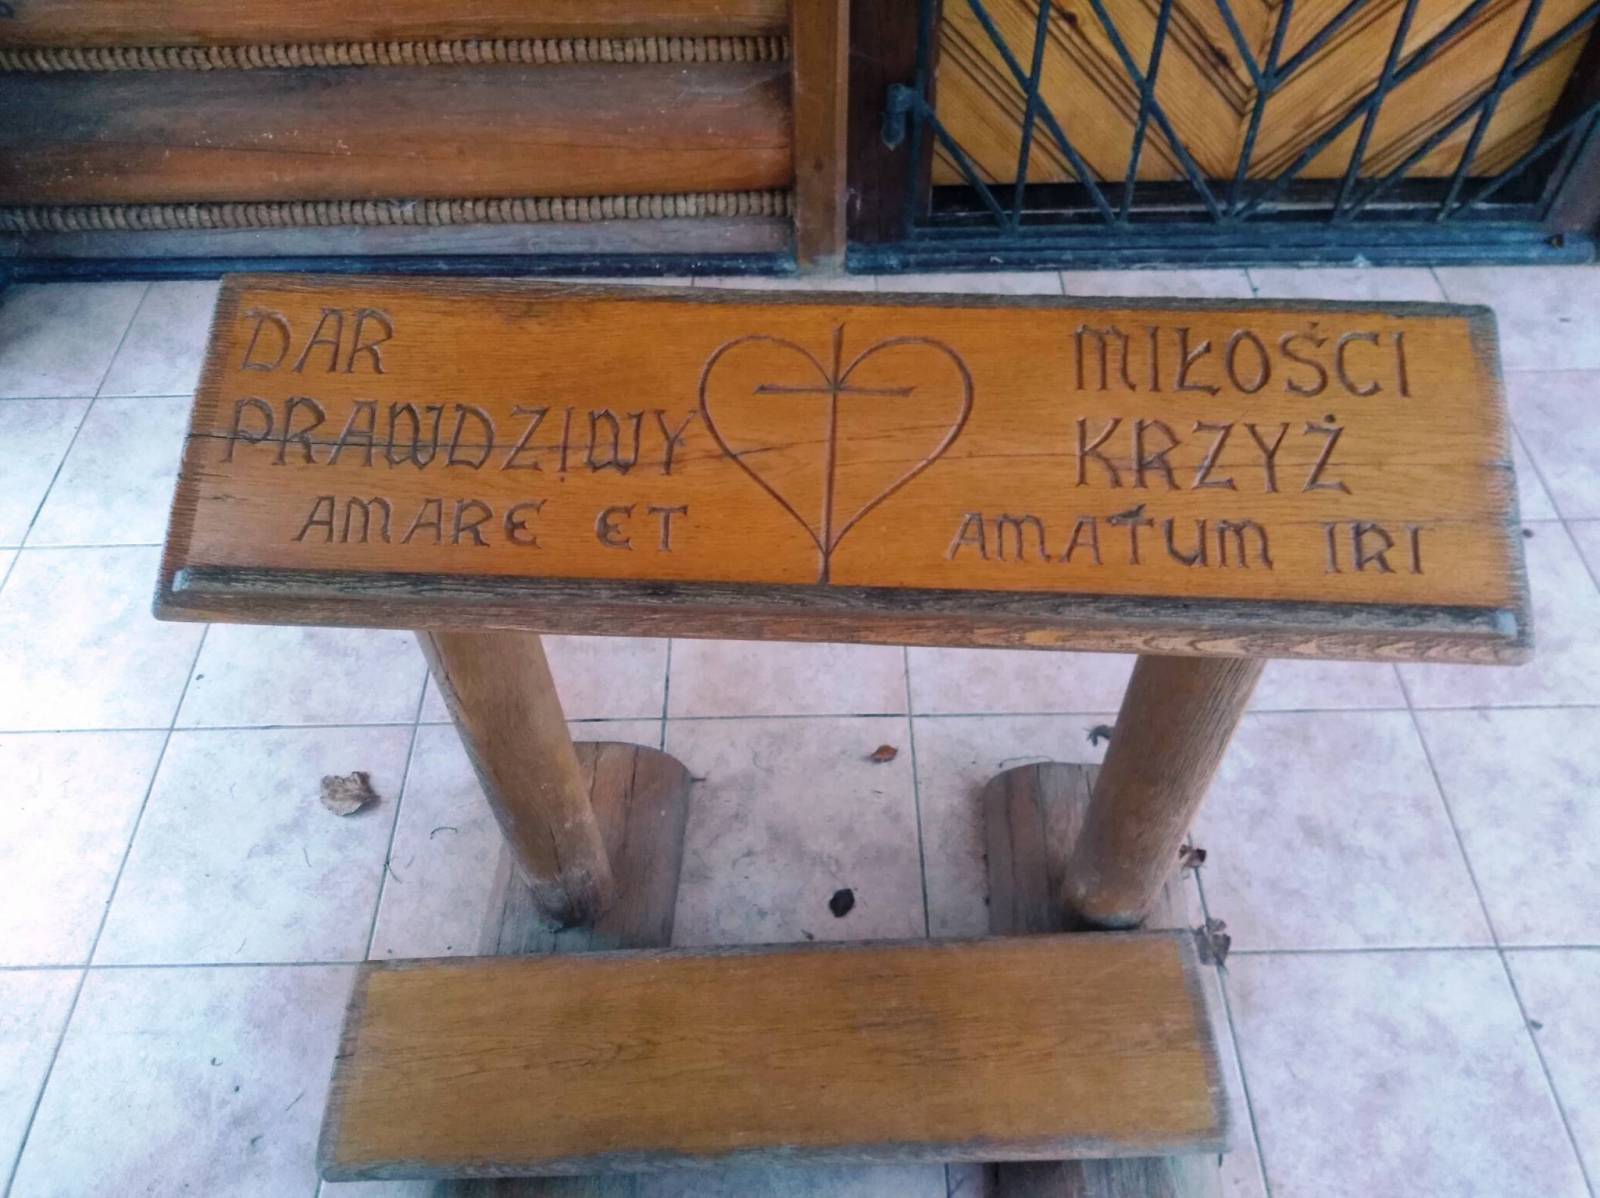 DAR MIŁOŚCI
PRAWDZIWY KRZYŻ
AMARE ET AMATUM IRI